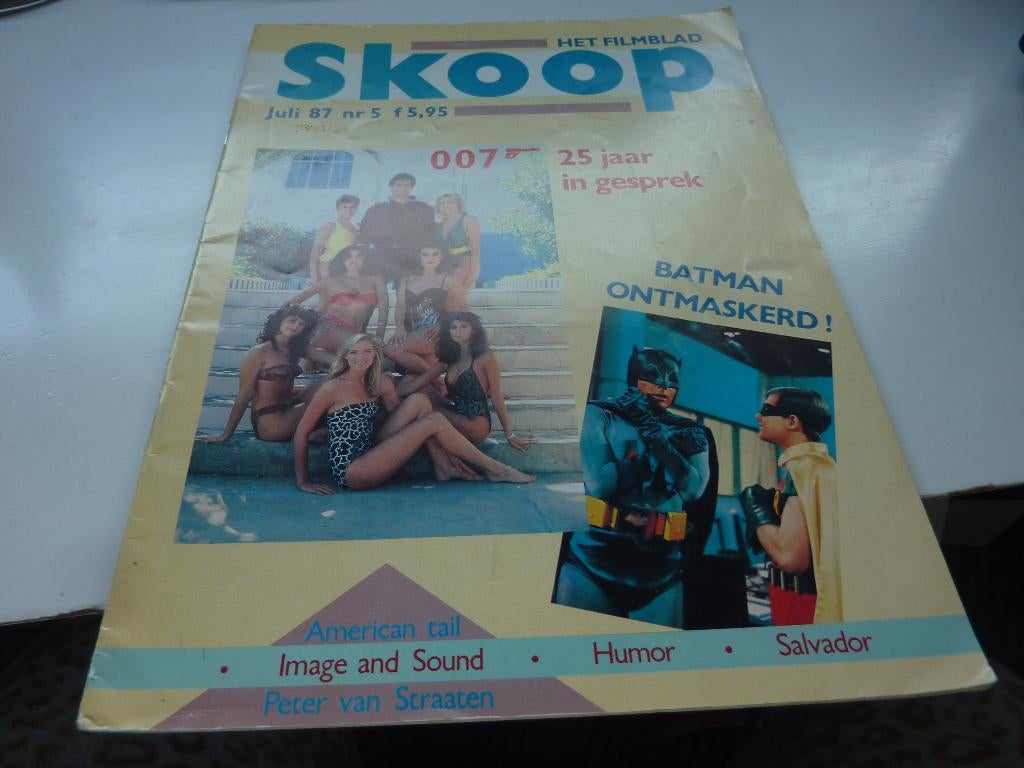 HET FILMBLAD
Skoop
Juli 87 nr 5 f 5,95
007 25 jaar
in gesprek
BATMAN
ONTMASKERD !
American tail
• Image and Sound • Humor • Salvador
Peter van Straaten